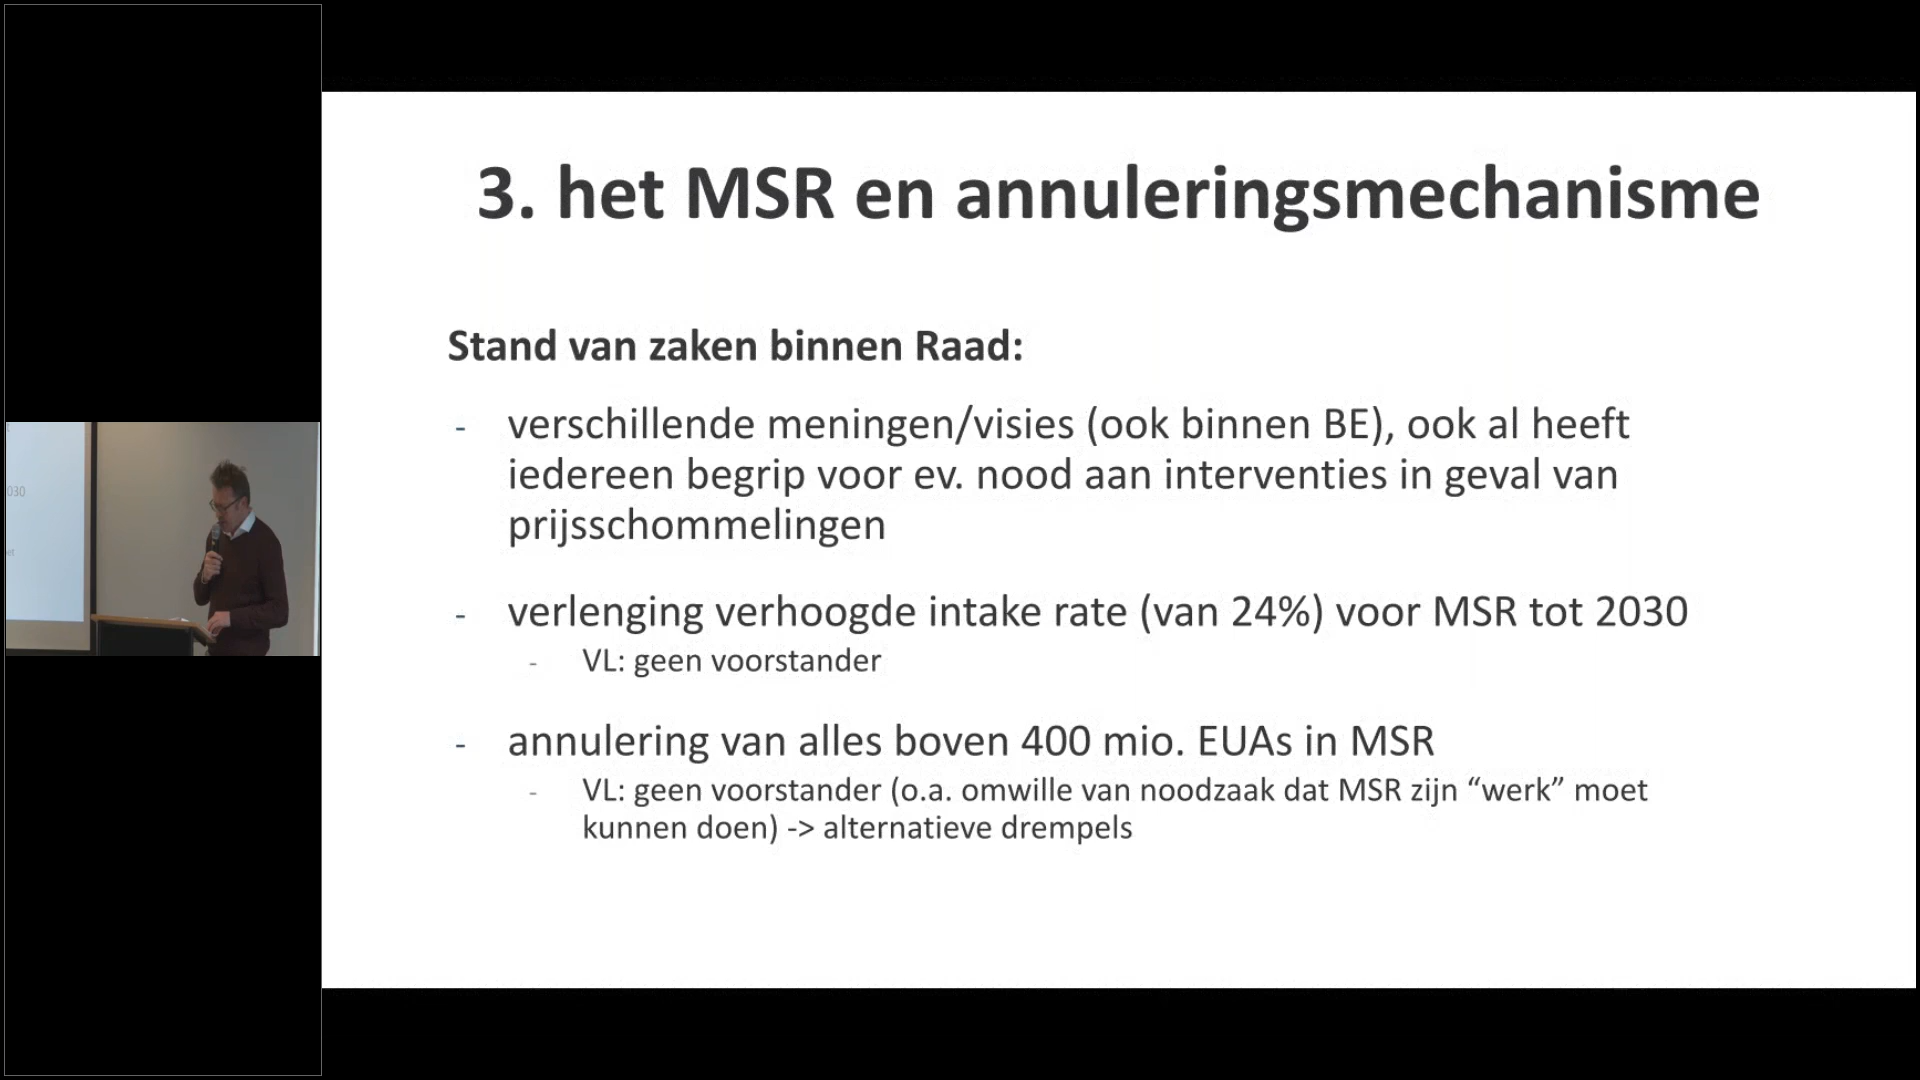 3. het MSR en annuleringsmechanisme
Stand van zaken binnen Raad:
- verschillende meningen/visies (ook binnen BE), ook al heeft
iedereen begrip voor ev. nood aan interventies in geval van
prijsschommelingen
- verlenging verhoogde intake rate (van 24%) voor MSR tot 2030
- VL: geen voorstander
- annulering van alles boven 400 mio. EUAs in MSR
- VL: geen voorstander (o.a. omwille van noodzaak dat MSR zijn “werk” moet
kunnen doen) -> alternatieve drempels
030